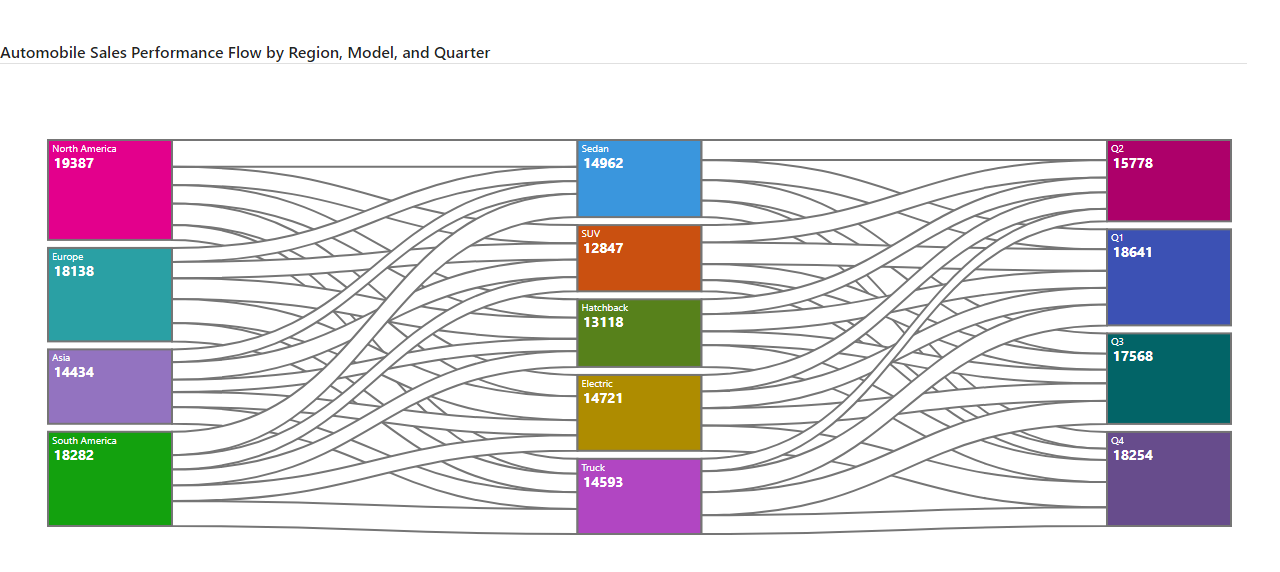 Automobile Sales Performance Flow by Region, Model, and Quarter
North America
19387
Europe
18138
Asia
14434
South America
18282
Sedan
14962
SUV
12847
Hatchback
13118
Electric
14721
Truck
14593
Q2
15778
Q1
18641
Q3
17568
Q4
18254